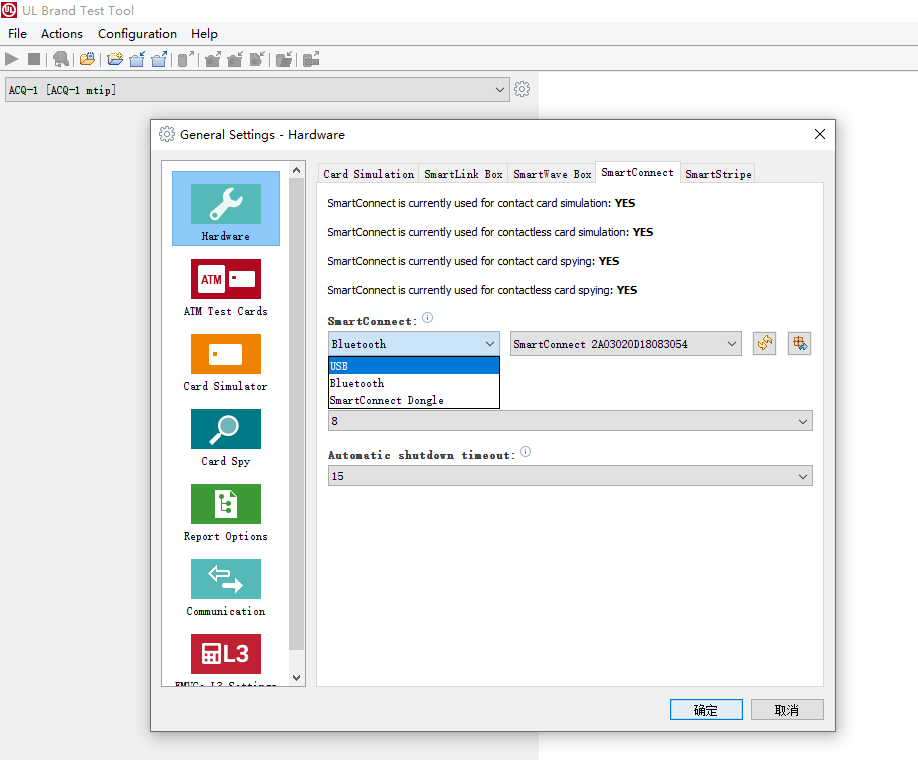 UL UL Brand Test Tool
File Actions Configuration Help
ACQ-1 [ACQ-1 mtip]
General Settings - Hardware
Hardware
ATM
ATM Test Cards
Card Simulator
Card Spy
Report Options
Communication
L3
Card Simulation SmartLink Box SmartWave Box SmartConnect SmartStripe
SmartConnect is currently used for contact card simulation: YES
SmartConnect is currently used for contactless card simulation: YES
SmartConnect is currently used for contact card spying: YES
SmartConnect is currently used for contactless card spying: YES
SmartConnect:
Bluetooth SmartConnect 2A03020D18083054
USB
Bluetooth
SmartConnect Dongle
8
Automatic shutdown timeout:
15
确定 取消